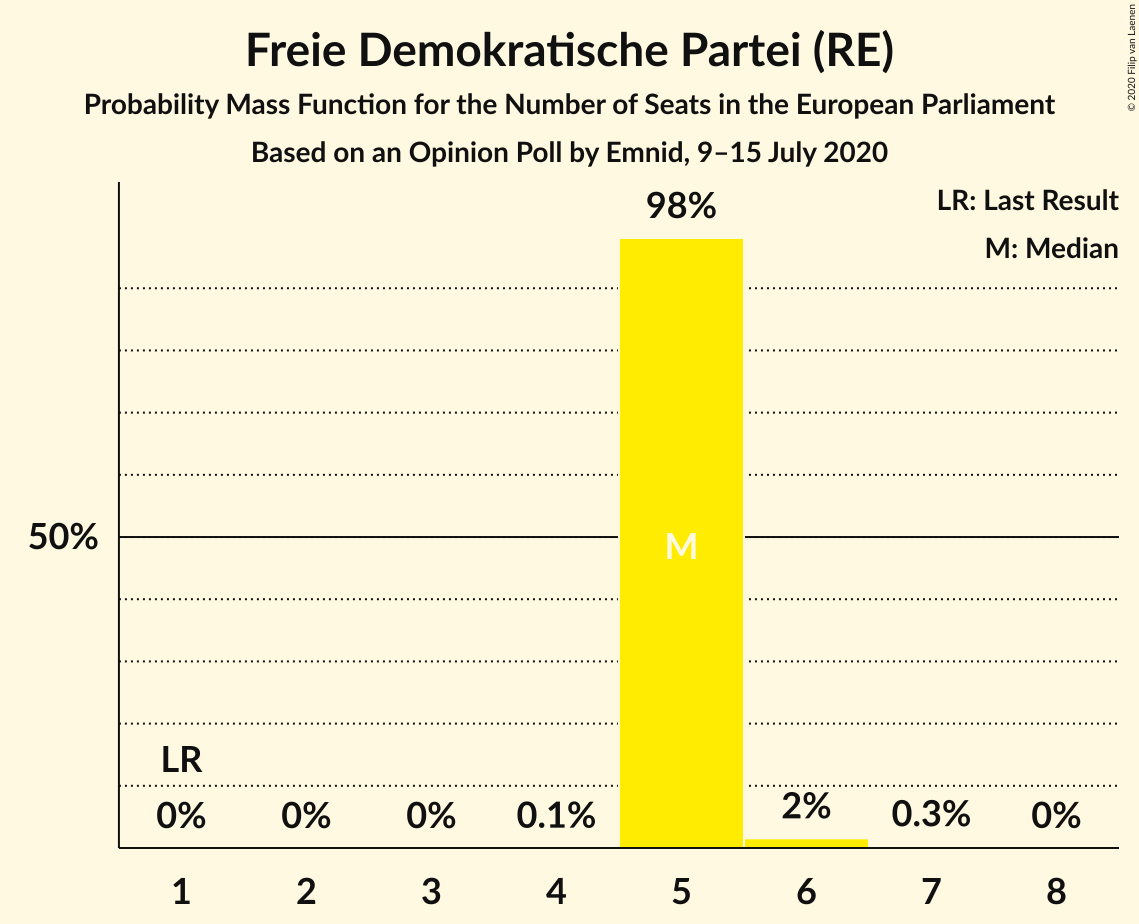 Freie Demokratische Partei (RE)
Probability Mass Function for the Number of Seats in the European Parliament
Based on an Opinion Poll by Emnid, 9–15 July 2020
© 2020 Filip van Laenen
LR: Last Result
M: Median
98%
50%
M
LR
0%
0%
0%
0.1%
2%
0.3%
0%
1
2
3
4
5
6
7
8